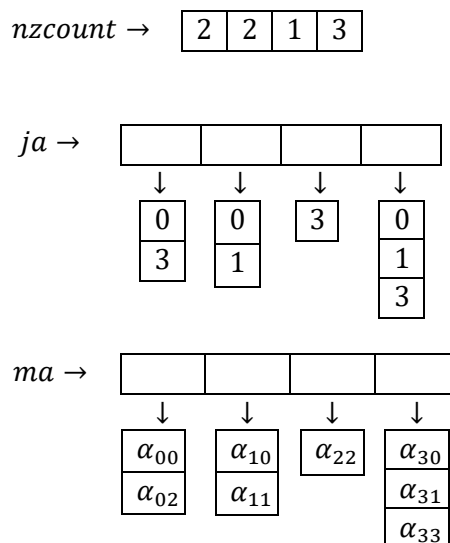 nzcount → 2 2 1 3
ja →
↓ ↓ ↓ ↓
0 0 3 0
3 1 1
3
ma →
↓ ↓ ↓ ↓
α₀₀ α₁₀ α₂₂ α₃₀
α₀₂ α₁₁ α₃₁
α₃₃